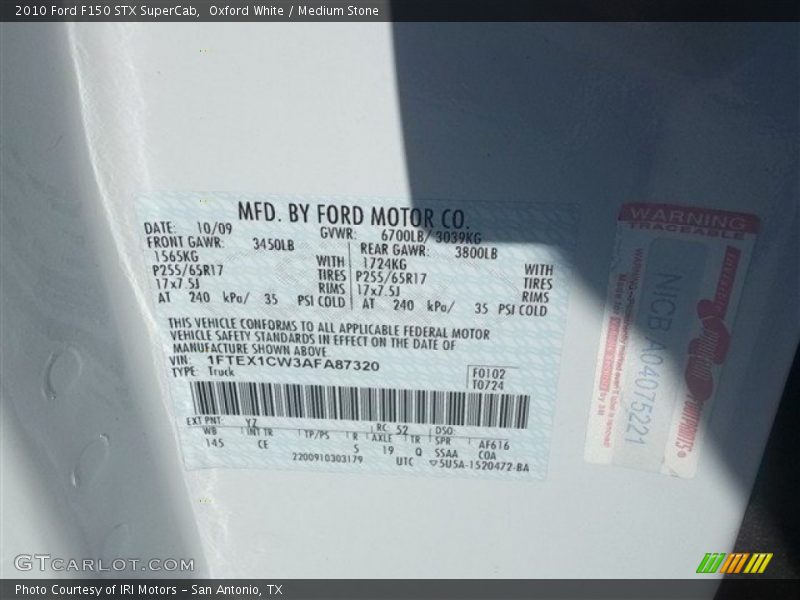 2010 Ford F150 STX SuperCab,  Oxford White / Medium Stone
MFD. BY FORD MOTOR CO.
DATE: 10/09 GVWR: 6700LB/ 3039KG
FRONT GAWR: 3450LB REAR GAWR: 3800LB
1565KG WITH 1724KG WITH
P255/65R17 TIRES P255/65R17 TIRES
17x7.5J RIMS 17x7.5J RIMS
AT 240 kPa/ 35 PSI COLD AT 240 kPa/ 35 PSI COLD
THIS VEHICLE CONFORMS TO ALL APPLICABLE FEDERAL MOTOR
VEHICLE SAFETY STANDARDS IN EFFECT ON THE DATE OF
MANUFACTURE SHOWN ABOVE
VIN: 1FTEX1CW3AFA87320
TYPE: Truck
F0102
T0724
EXT PNT: YZ RC: 52 DSO:
WB INT TR TP/PS R AXLE TR SPR AF616
145 CE 5 19 Q SSAA COA
2200910303179 UTC 5U5A-1520472-BA
WARNING
TRACEABLE
NICB A04075221
GTCARLOT.COM
Photo Courtesy of IRI Motors - San Antonio, TX